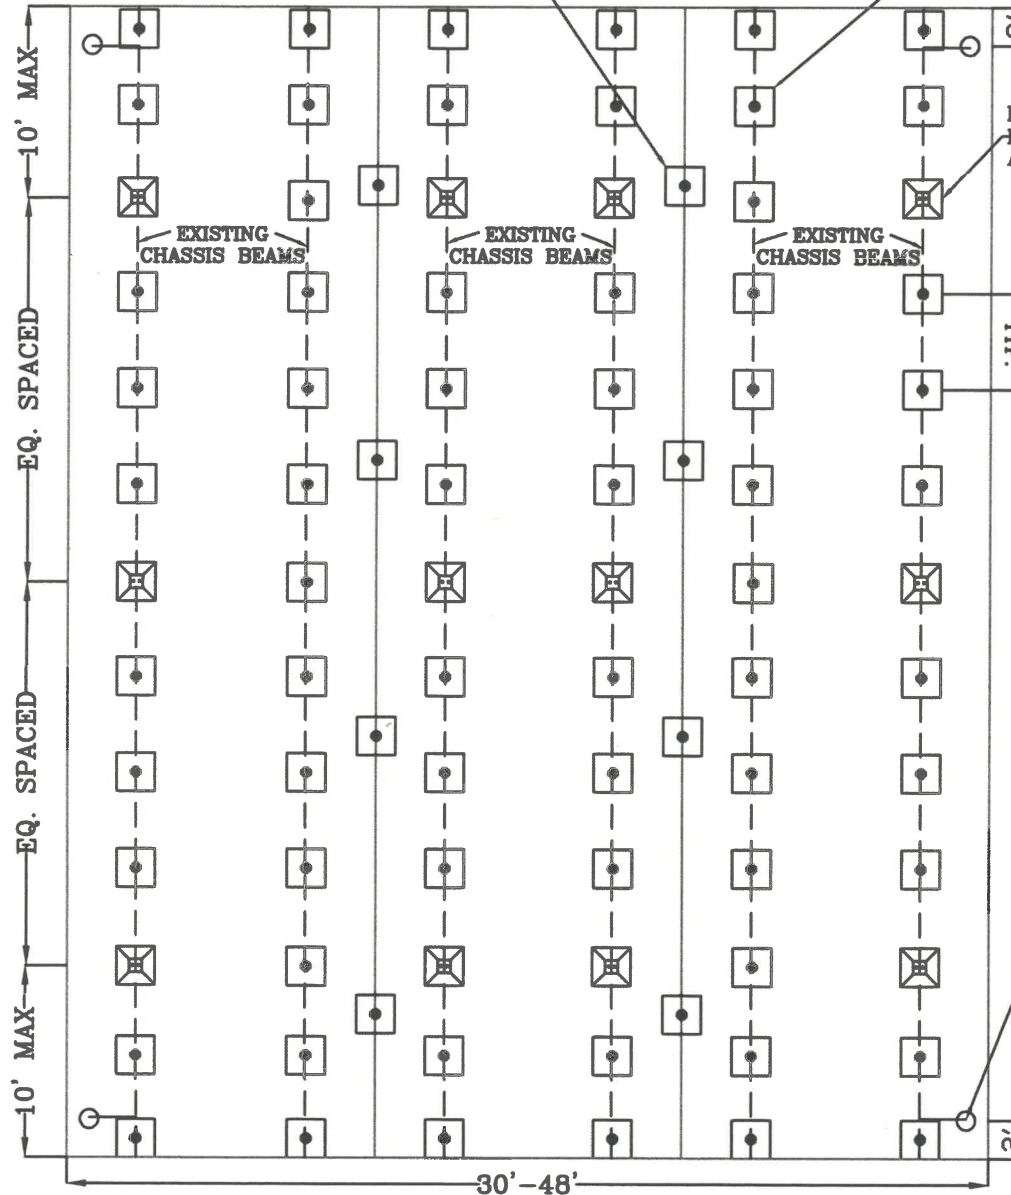 10' MAX
EXISTING
CHASSIS BEAMS
EXISTING
CHASSIS BEAMS
EXISTING
CHASSIS BEAMS
EQ. SPACED
EQ. SPACED
10' MAX
30'-48'